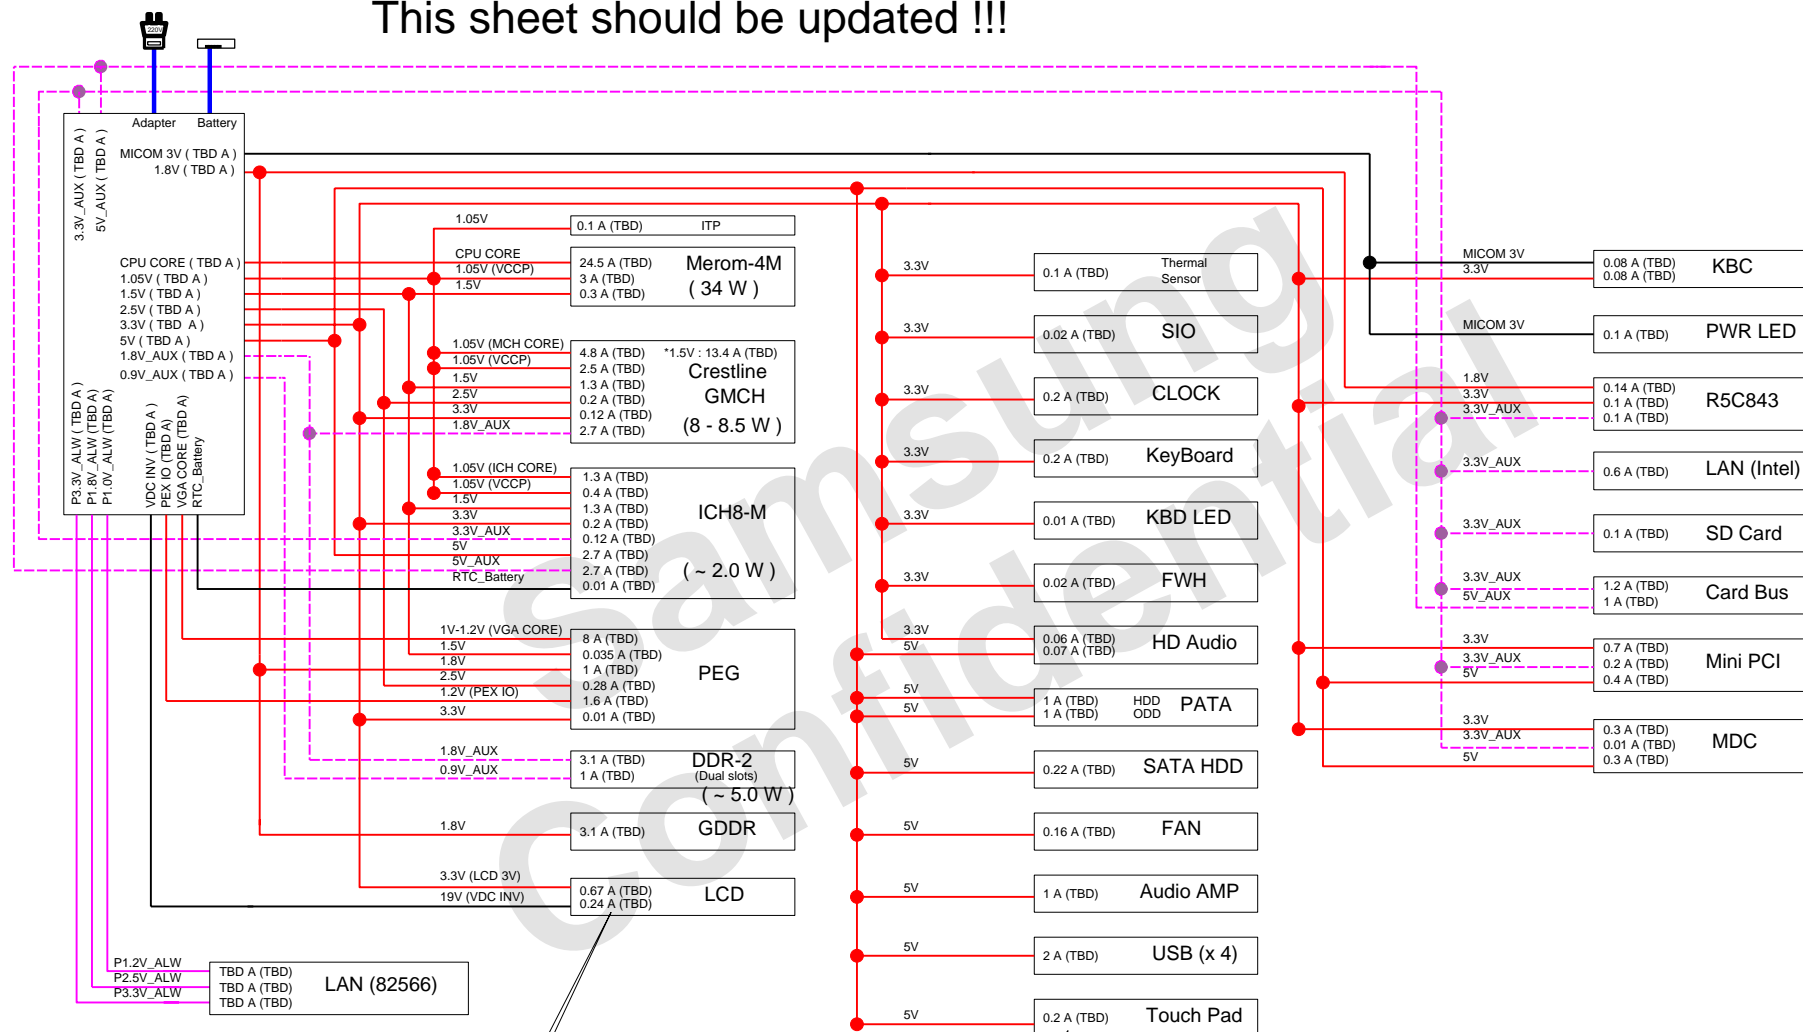 This sheet should be updated !!!
220V
Adapter
Battery
3.3V_AUX ( TBD A )
5V_AUX ( TBD A )
MICOM 3V ( TBD A )
1.8V ( TBD A )
CPU CORE ( TBD A )
1.05V ( TBD A )
1.5V ( TBD A )
2.5V ( TBD A )
3.3V ( TBD A )
5V ( TBD A )
1.8V_AUX ( TBD A )
0.9V_AUX ( TBD A )
P3.3V_ALW ( TBD A )
P1.8V_ALW (TBD A)
P1.0V_ALW (TBD A)
VDC INV ( TBD A )
PEX IO (TBD A)
VGA CORE (TBD A)
RTC_Battery
1.05V
0.1 A (TBD)
ITP
CPU CORE
1.05V (VCCP)
1.5V
24.5 A (TBD)
3 A (TBD)
0.3 A (TBD)
Merom-4M
( 34 W )
1.05V (MCH CORE)
1.05V (VCCP)
1.5V
2.5V
3.3V
1.8V_AUX
4.8 A (TBD)
2.5 A (TBD)
1.3 A (TBD)
0.2 A (TBD)
0.12 A (TBD)
2.7 A (TBD)
*1.5V : 13.4 A (TBD)
Crestline
GMCH
(8 - 8.5 W )
1.05V (ICH CORE)
1.05V (VCCP)
1.5V
3.3V
3.3V_AUX
5V
5V_AUX
RTC_Battery
1.3 A (TBD)
0.4 A (TBD)
1.3 A (TBD)
0.2 A (TBD)
0.12 A (TBD)
2.7 A (TBD)
2.7 A (TBD)
0.01 A (TBD)
ICH8-M
( ~ 2.0 W )
1V-1.2V (VGA CORE)
1.5V
1.8V
2.5V
1.2V (PEX IO)
3.3V
8 A (TBD)
0.035 A (TBD)
1 A (TBD)
0.28 A (TBD)
1.6 A (TBD)
0.01 A (TBD)
PEG
1.8V_AUX
0.9V_AUX
3.1 A (TBD)
1 A (TBD)
DDR-2
(Dual slots)
( ~ 5.0 W )
1.8V
3.1 A (TBD)
GDDR
3.3V (LCD 3V)
19V (VDC INV)
0.67 A (TBD)
0.24 A (TBD)
LCD
P1.2V_ALW
P2.5V_ALW
P3.3V_ALW
TBD A (TBD)
TBD A (TBD)
TBD A (TBD)
LAN (82566)
3.3V
0.1 A (TBD)
Thermal
Sensor
3.3V
0.02 A (TBD)
SIO
3.3V
0.2 A (TBD)
CLOCK
3.3V
0.2 A (TBD)
KeyBoard
3.3V
0.01 A (TBD)
KBD LED
3.3V
0.02 A (TBD)
FWH
3.3V
5V
0.06 A (TBD)
0.07 A (TBD)
HD Audio
5V
5V
1 A (TBD) HDD
1 A (TBD) ODD
PATA
5V
0.22 A (TBD)
SATA HDD
5V
0.16 A (TBD)
FAN
5V
1 A (TBD)
Audio AMP
5V
2 A (TBD)
USB (x 4)
5V
0.2 A (TBD)
Touch Pad
MICOM 3V
3.3V
0.08 A (TBD)
0.08 A (TBD)
KBC
MICOM 3V
0.1 A (TBD)
PWR LED
1.8V
3.3V
3.3V_AUX
0.14 A (TBD)
0.1 A (TBD)
0.1 A (TBD)
R5C843
3.3V_AUX
0.6 A (TBD)
LAN (Intel)
3.3V_AUX
0.1 A (TBD)
SD Card
3.3V_AUX
5V_AUX
1.2 A (TBD)
1 A (TBD)
Card Bus
3.3V
3.3V_AUX
5V
0.7 A (TBD)
0.2 A (TBD)
0.4 A (TBD)
Mini PCI
3.3V
3.3V_AUX
5V
0.3 A (TBD)
0.01 A (TBD)
0.3 A (TBD)
MDC
Samsung
Confidential